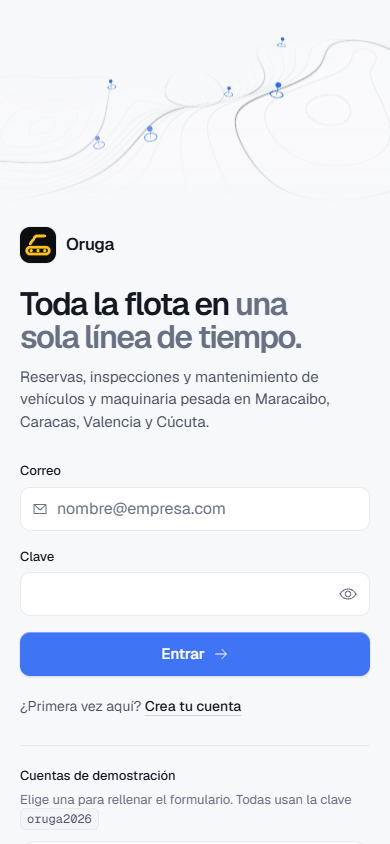 Oruga
Toda la flota en una
sola línea de tiempo.
Reservas, inspecciones y mantenimiento de
vehículos y maquinaria pesada en Maracaibo,
Caracas, Valencia y Cúcuta.
Correo
nombre@empresa.com
Clave
Entrar →
¿Primera vez aquí? Crea tu cuenta
Cuentas de demostración
Elige una para rellenar el formulario. Todas usan la clave
oruga2026